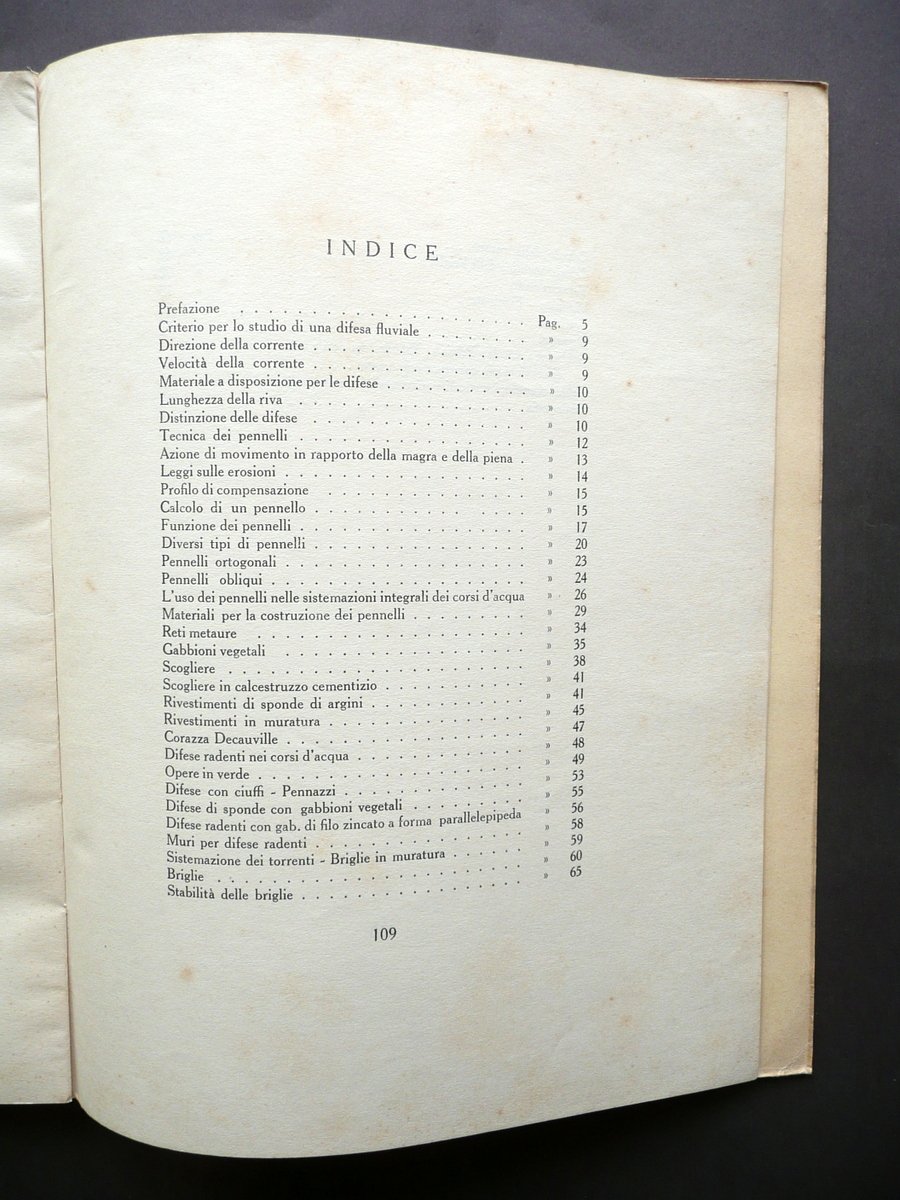 INDICE
Prefazione . . . . . . . . . . . . . . . . . . . . Pag. 5
Criterio per lo studio di una difesa fluviale . . . . . . . » 9
Direzione della corrente . . . . . . . . . . . . . . . » 9
Velocità della corrente . . . . . . . . . . . . . . . » 9
Materiale a disposizione per le difese . . . . . . . . . . » 10
Lunghezza della riva . . . . . . . . . . . . . . . . » 10
Distinzione delle difese . . . . . . . . . . . . . . . » 10
Tecnica dei pennelli . . . . . . . . . . . . . . . . » 12
Azione di movimento in rapporto della magra e della piena . » 13
Leggi sulle erosioni . . . . . . . . . . . . . . . . . » 14
Profilo di compensazione . . . . . . . . . . . . . . » 15
Calcolo di un pennello . . . . . . . . . . . . . . . » 15
Funzione dei pennelli . . . . . . . . . . . . . . . . » 17
Diversi tipi di pennelli . . . . . . . . . . . . . . . » 20
Pennelli ortogonali . . . . . . . . . . . . . . . . . » 23
Pennelli obliqui . . . . . . . . . . . . . . . . . . » 24
L'uso dei pennelli nelle sistemazioni integrali dei corsi d'acqua » 26
Materiali per la costruzione dei pennelli . . . . . . . . » 29
Reti metaure . . . . . . . . . . . . . . . . . . . » 34
Gabbioni vegetali . . . . . . . . . . . . . . . . . » 35
Scogliere . . . . . . . . . . . . . . . . . . . . . » 38
Scogliere in calcestruzzo cementizio . . . . . . . . . . » 41
Rivestimenti di sponde di argini . . . . . . . . . . . » 41
Rivestimenti in muratura . . . . . . . . . . . . . . » 45
Corazza Decauville . . . . . . . . . . . . . . . . . » 47
Difese radenti nei corsi d'acqua . . . . . . . . . . . . » 48
Opere in verde . . . . . . . . . . . . . . . . . . . » 49
Difese con ciuffi - Pennazzi . . . . . . . . . . . . . » 53
Difese di sponde con gabbioni vegetali . . . . . . . . » 55
Difese radenti con gab. di filo zincato a forma parallelepipeda » 56
Muri per difese radenti . . . . . . . . . . . . . . . » 58
Sistemazione dei torrenti - Briglie in muratura . . . . . » 59
Briglie . . . . . . . . . . . . . . . . . . . . . . » 60
Stabilità delle briglie . . . . . . . . . . . . . . . . » 65
109